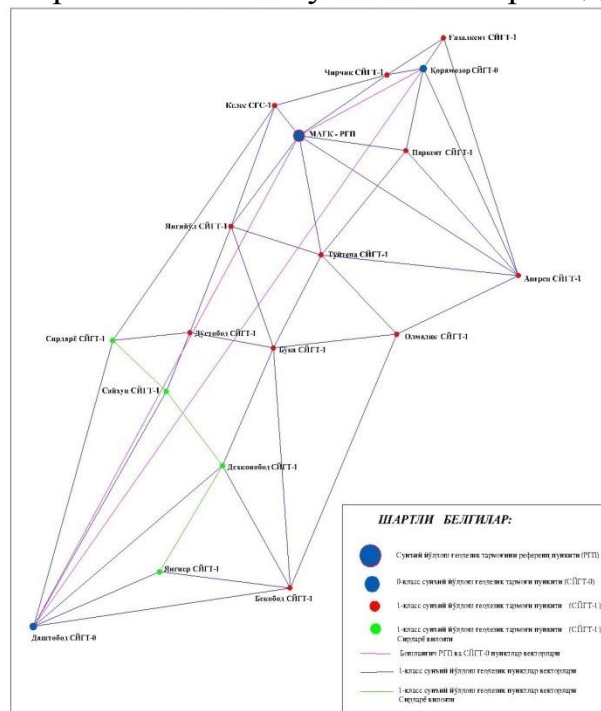 Ғазалкент СЙГТ-1
Чирчиқ СЙГТ-1
Қорамозор СЙГТ-0
Келес СГС-1
МАГК - РГП
Паркент СЙГТ-1
Янгийўл СЙГТ-1
Тўйтепа СЙГТ-1
Ангрен СЙГТ-1
Сирдарё СЙГТ-1
Дўстобод СЙГТ-1
Бўка СЙГТ-1
Олмалиқ СЙГТ-1
Сайхун СЙГТ-1
Деҳқонобод СЙГТ-1
Янгиер СЙГТ-1
Бекобод СЙГТ-1
Даштобод СЙГТ-0
ШАРТЛИ БЕЛГИЛАР:
Сунъий йўлдош геодезик тармоғининг референц пункти (РГП)
0-класс сунъий йўлдош геодезик тармоғи пункти (СЙГТ-0)
1-класс сунъий йўлдош геодезик тармоғи пункти (СЙГТ-1)
1-класс сунъий йўлдош геодезик тармоғи пункти (СЙГТ-1)
Сирдарё вилояти
Бошланғич РГП ва СЙГТ-0 пунктлар векторлари
1-класс сунъий йўлдош геодезик пунктлар векторлари
1-класс сунъий йўлдош геодезик пунктлар векторлари
Сирдарё вилояти